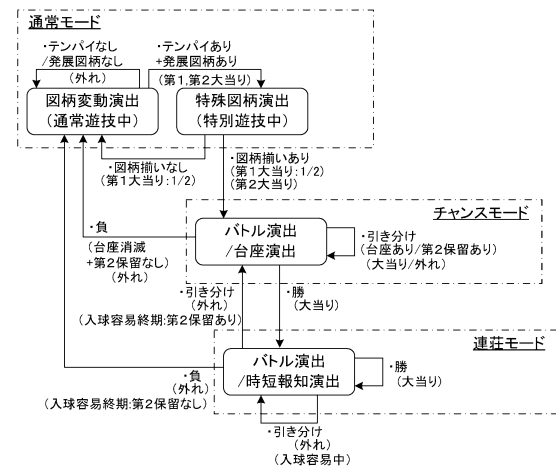 通常モード
・テンパイなし
/発展図柄なし
(外れ)
・テンパイあり
+発展図柄あり
(第1,第2大当り)
図柄変動演出
(通常遊技中)
特殊図柄演出
(特別遊技中)
・図柄揃いなし
(第1大当り:1/2)
・図柄揃いあり
(第1大当り:1/2)
(第2大当り)
チャンスモード
・負
(台座消滅
+第2保留なし)
(外れ)
バトル演出
/台座演出
・引き分け
(台座あり/第2保留あり)
(大当り/外れ)
・引き分け
(外れ)
(入球容易終期:第2保留あり)
・勝
(大当り)
連荘モード
・負
(外れ)
(入球容易終期:第2保留なし)
バトル演出
/時短報知演出
・勝
(大当り)
・引き分け
(外れ)
(入球容易中)